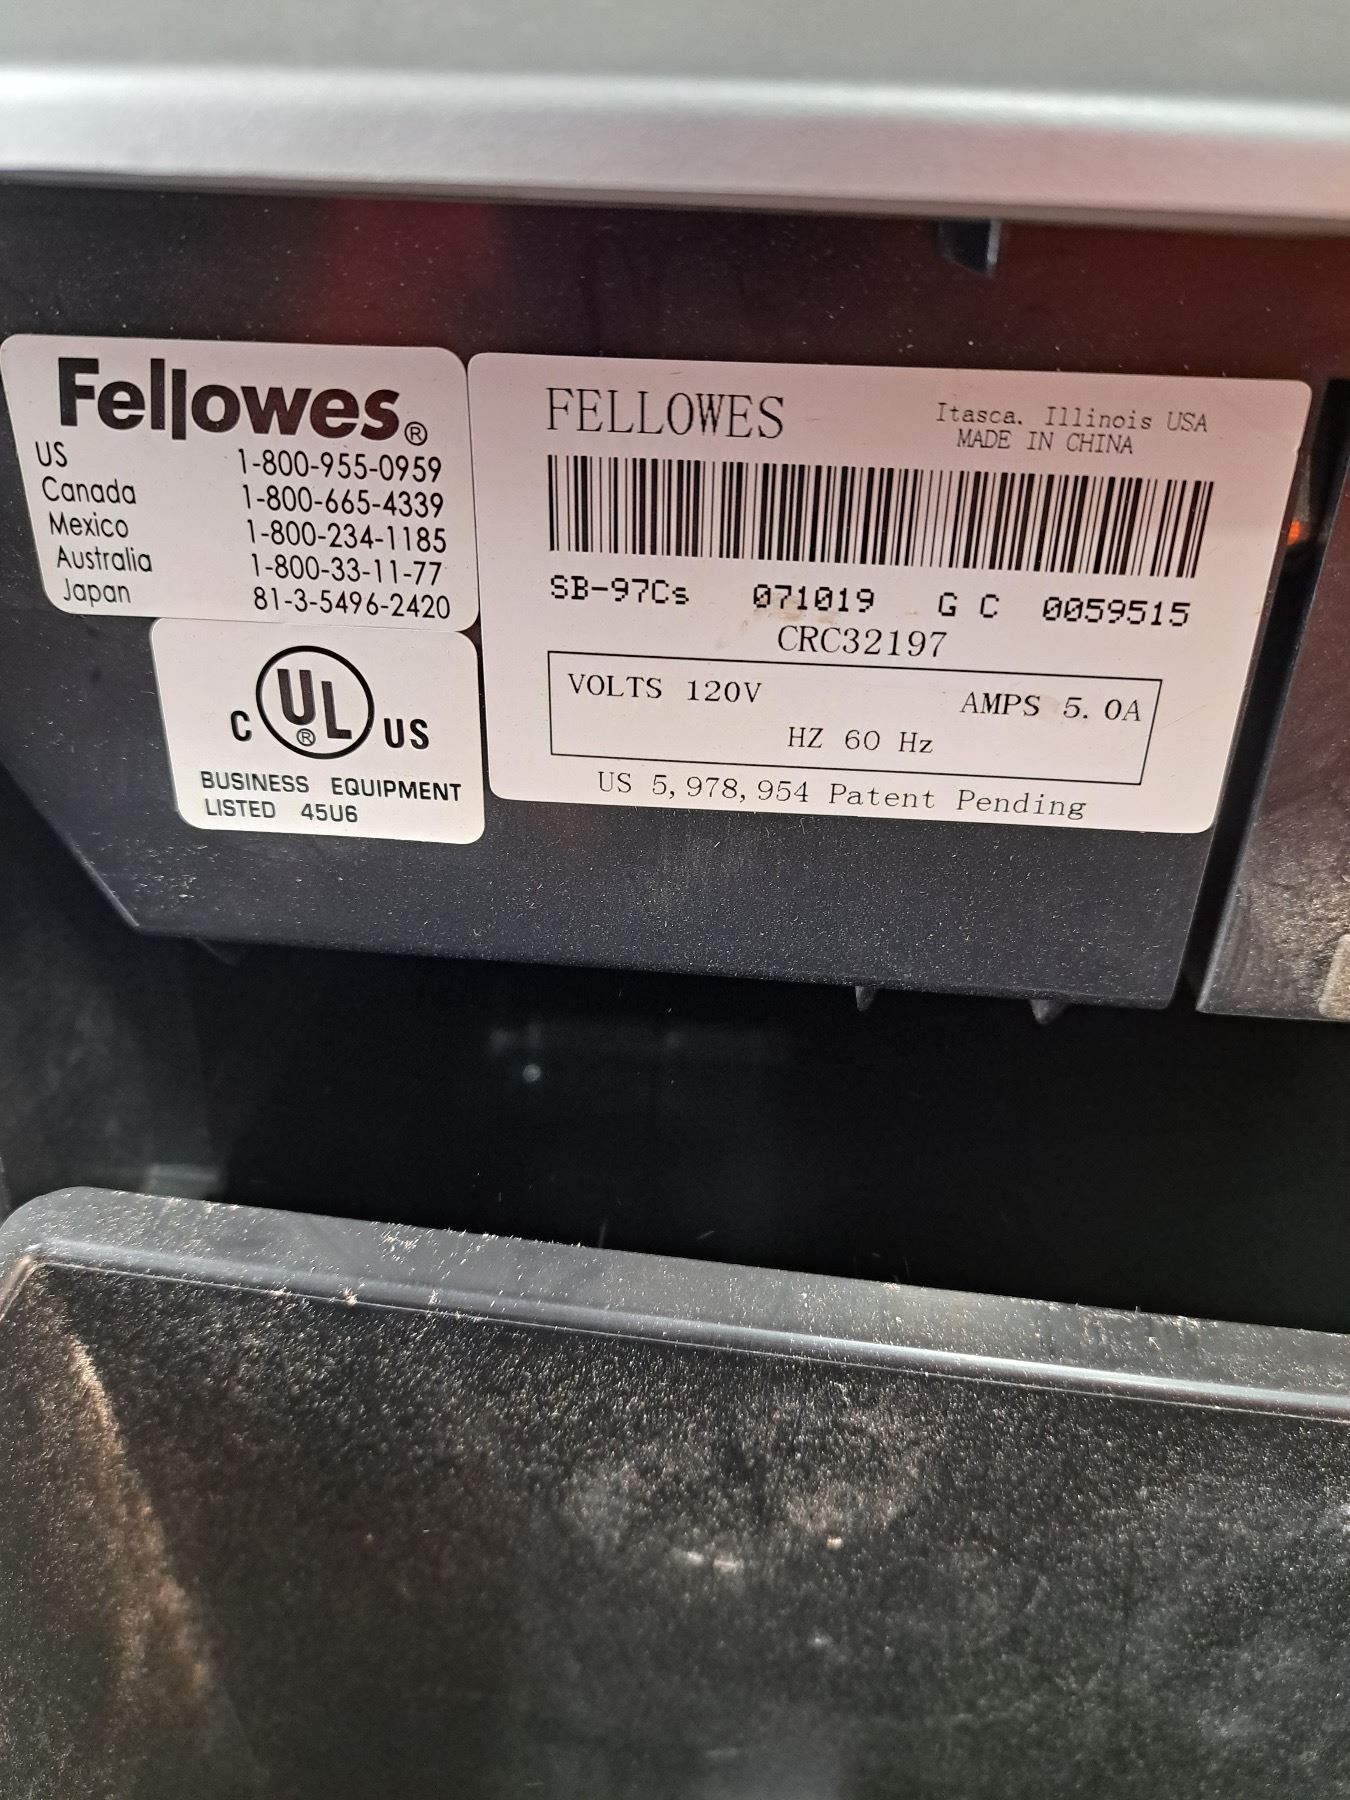 Fellowes®
US 1-800-955-0959
Canada 1-800-665-4339
Mexico 1-800-234-1185
Australia 1-800-33-11-77
Japan 81-3-5496-2420
C UL® US
BUSINESS EQUIPMENT
LISTED 45U6
FELLOWES
Itasca. Illinois USA
MADE IN CHINA
SB-97Cs 071019 G C 0059515
CRC32197
VOLTS 120V AMPS 5.0A
HZ 60 Hz
US 5,978,954 Patent Pending